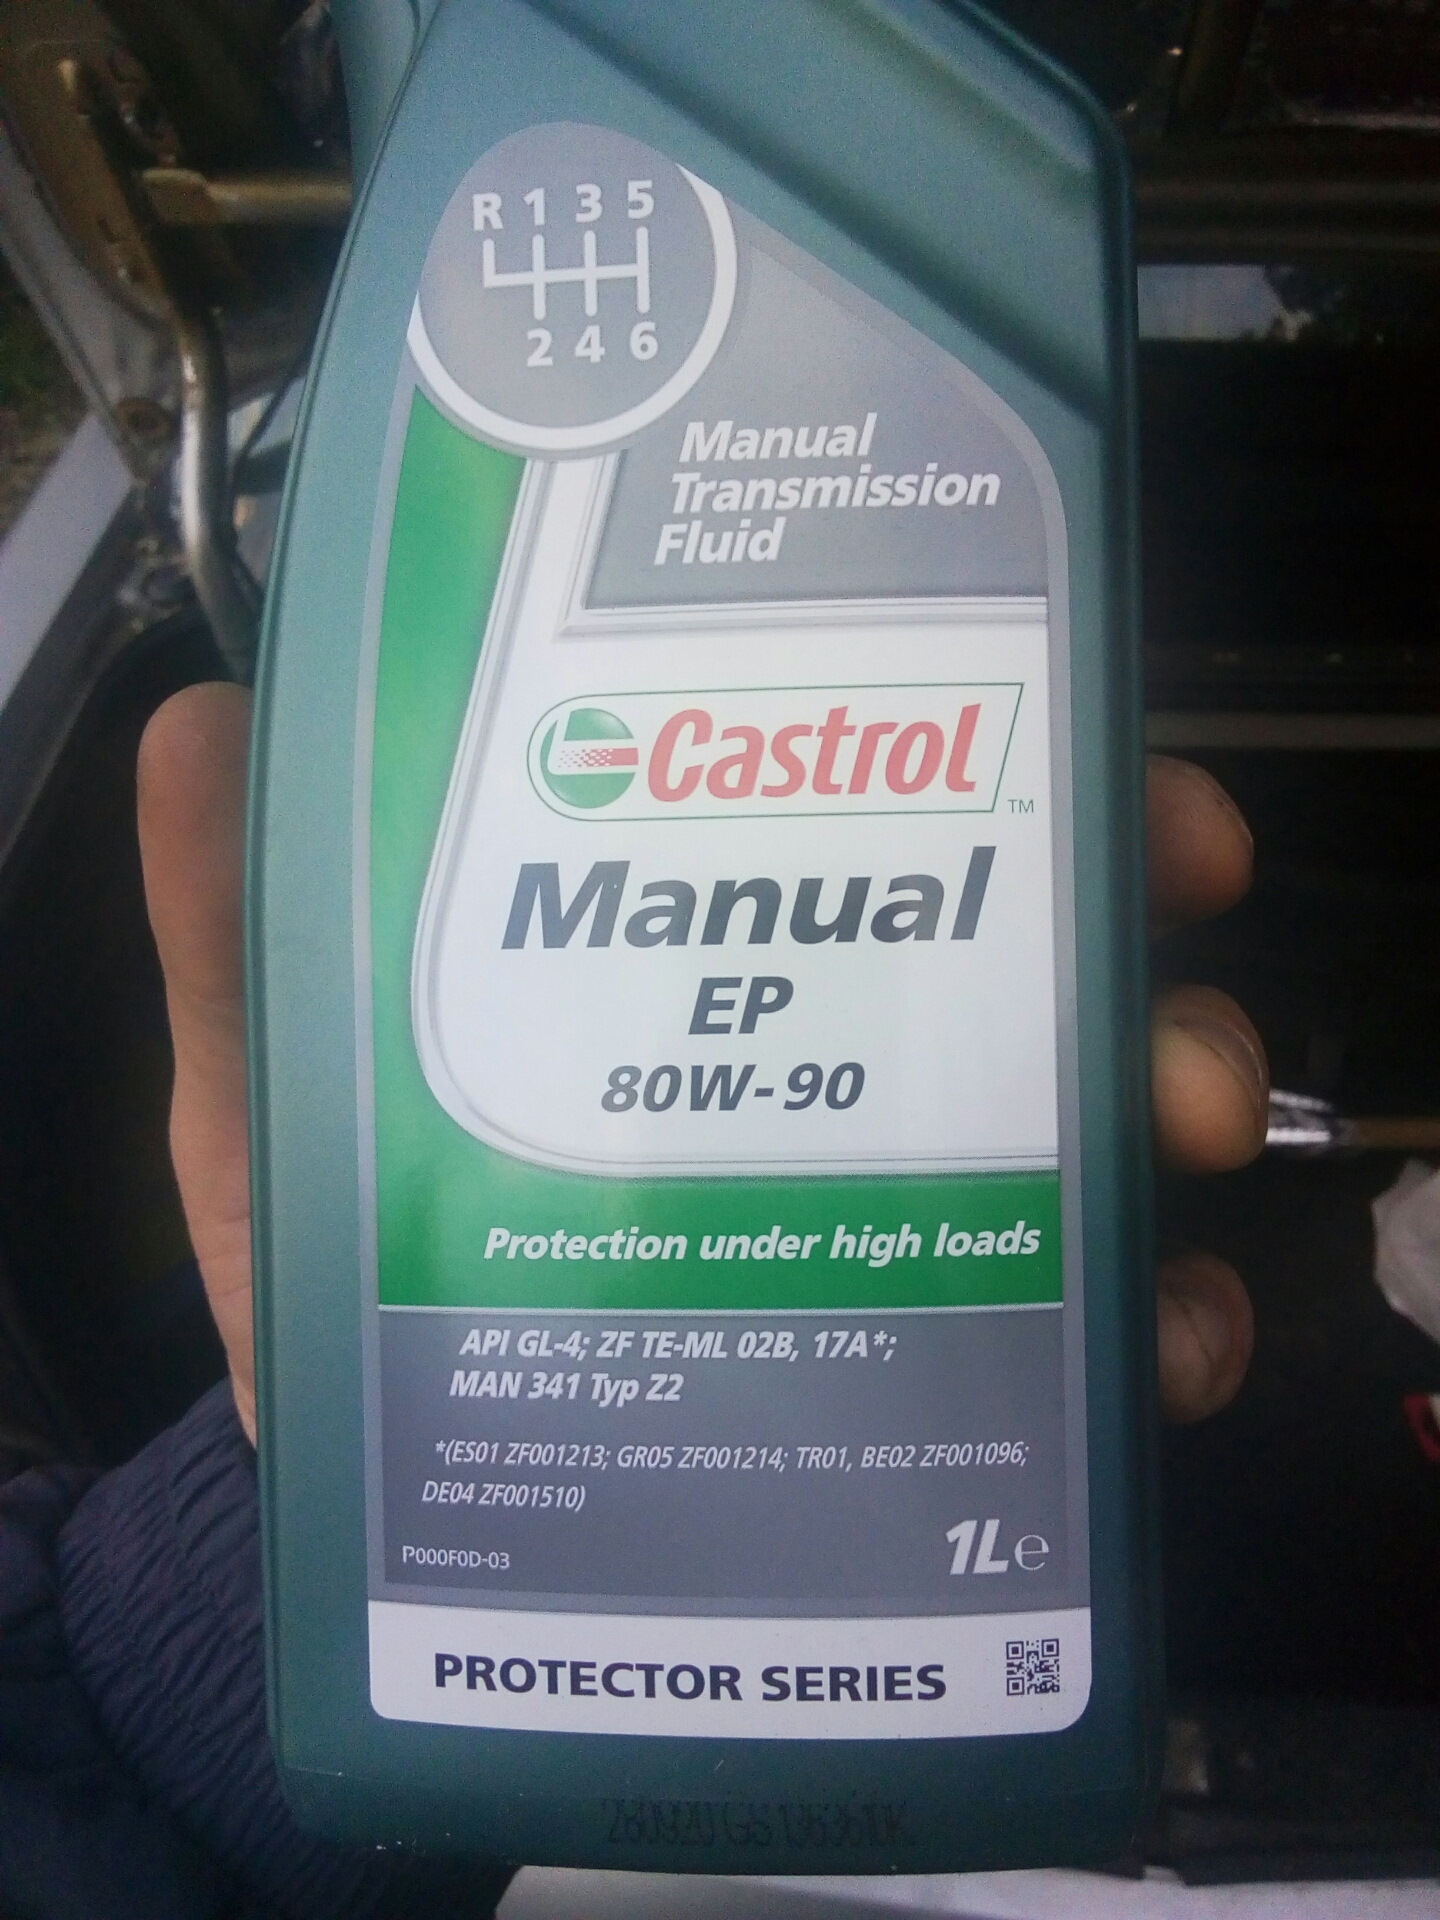 R 1 3 5
2 4 6
Manual
Transmission
Fluid
Castrol TM
Manual
EP
80W-90
Protection under high loads
API GL-4; ZF TE-ML 02B, 17A*;
MAN 341 Typ Z2
*(ES01 ZF001213; GR05 ZF001214; TR01, BE02 ZF001096;
DE04 ZF001510)
1L e
P000F0D-03
PROTECTOR SERIES